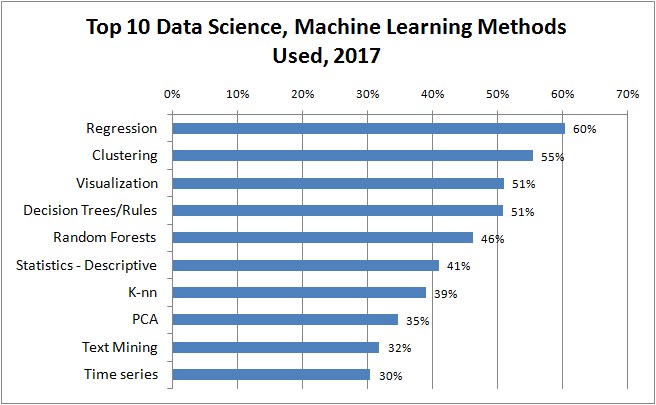 Top 10 Data Science, Machine Learning Methods
Used, 2017
0% 10% 20% 30% 40% 50% 60% 70%
Regression 60%
Clustering 55%
Visualization 51%
Decision Trees/Rules 51%
Random Forests 46%
Statistics - Descriptive 41%
K-nn 39%
PCA 35%
Text Mining 32%
Time series 30%